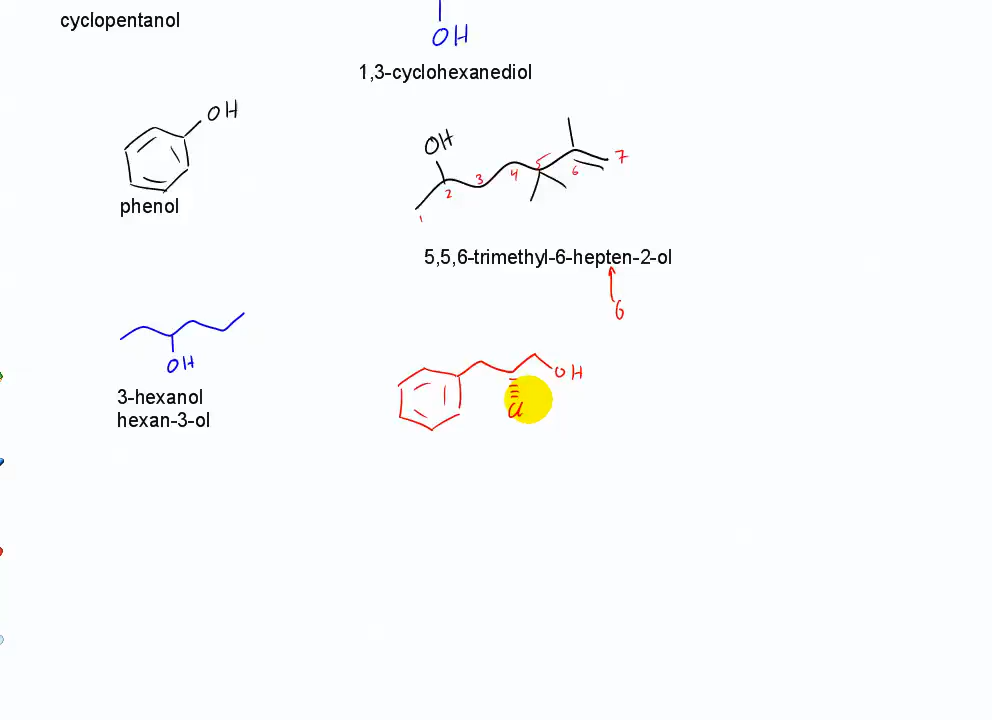 cyclopentanol
OH
1,3-cyclohexanediol
OH
OH
1 2 3 4 5 6 7
phenol
5,5,6-trimethyl-6-hepten-2-ol
6
OH
OH
Cl
3-hexanol
hexan-3-ol